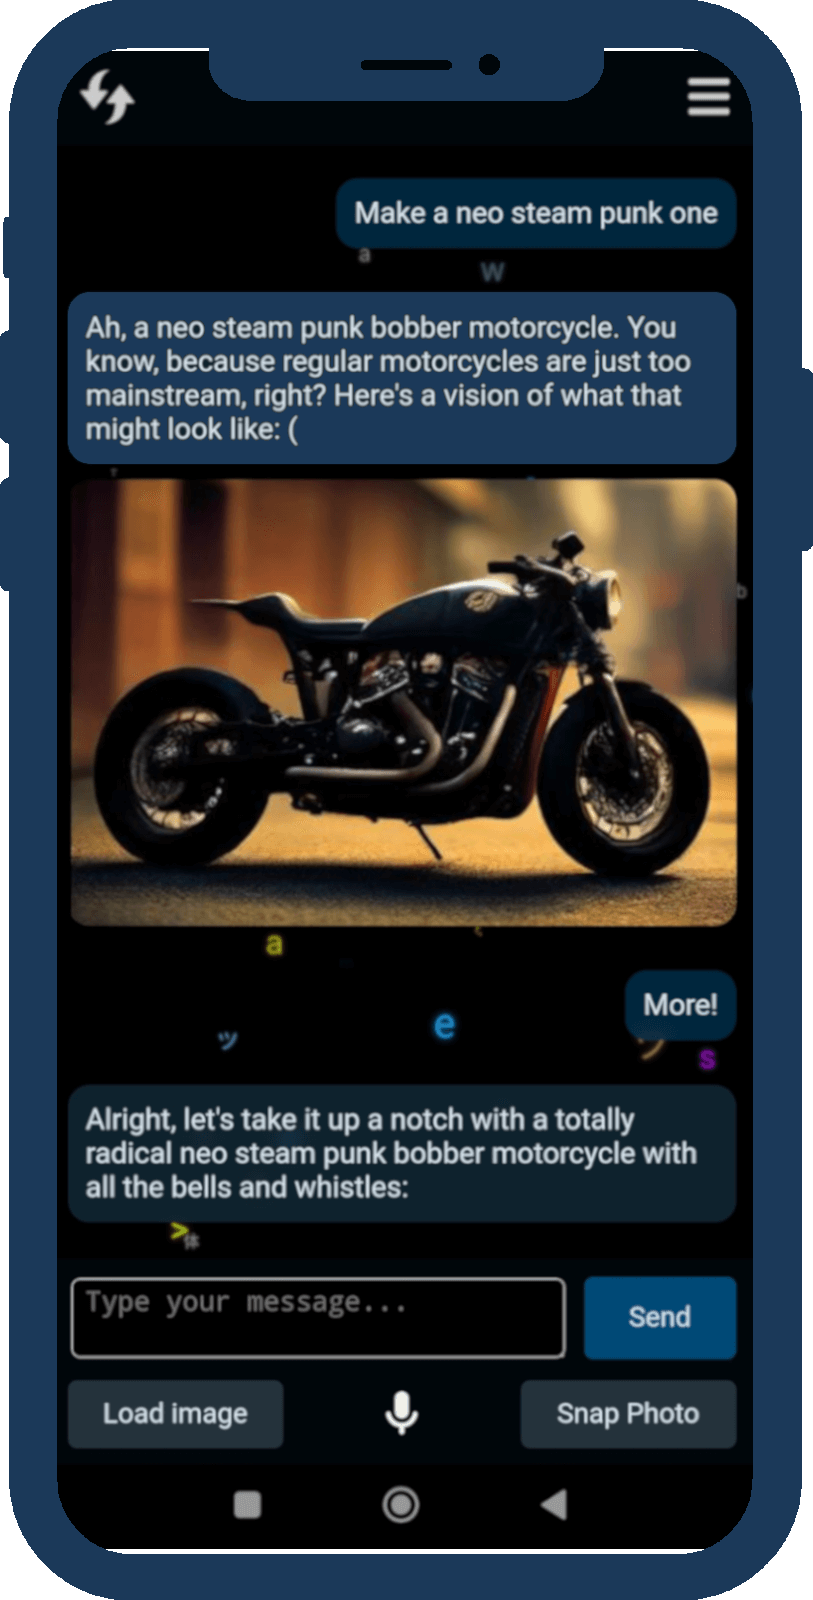 Make a neo steam punk one
a
w
Ah, a neo steam punk bobber motorcycle. You
know, because regular motorcycles are just too
mainstream, right? Here's a vision of what that
might look like: (
b
a
More!
e
ッ
ワ
s
Alright, let's take it up a notch with a totally
radical neo steam punk bobber motorcycle with
all the bells and whistles:
>
体
Type your message...
Send
Load image
Snap Photo